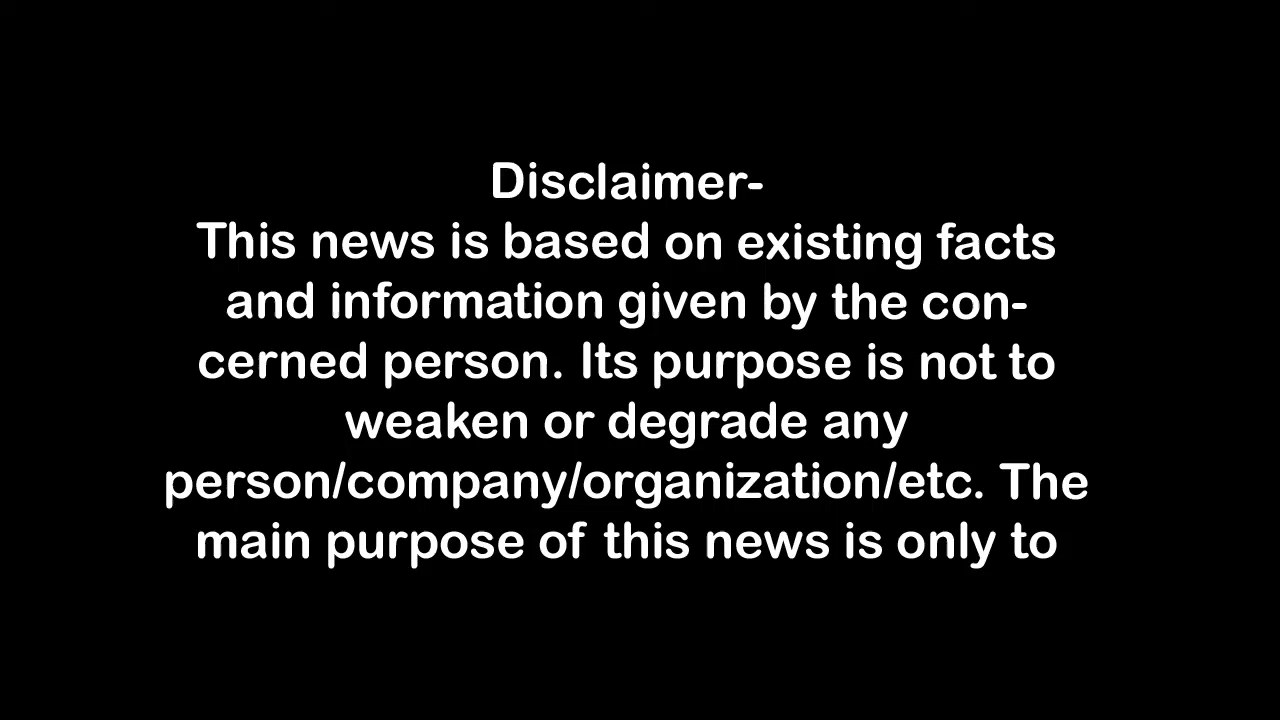 Disclaimer-
This news is based on existing facts
and information given by the con-
cerned person. Its purpose is not to
weaken or degrade any
person/company/organization/etc. The
main purpose of this news is only to